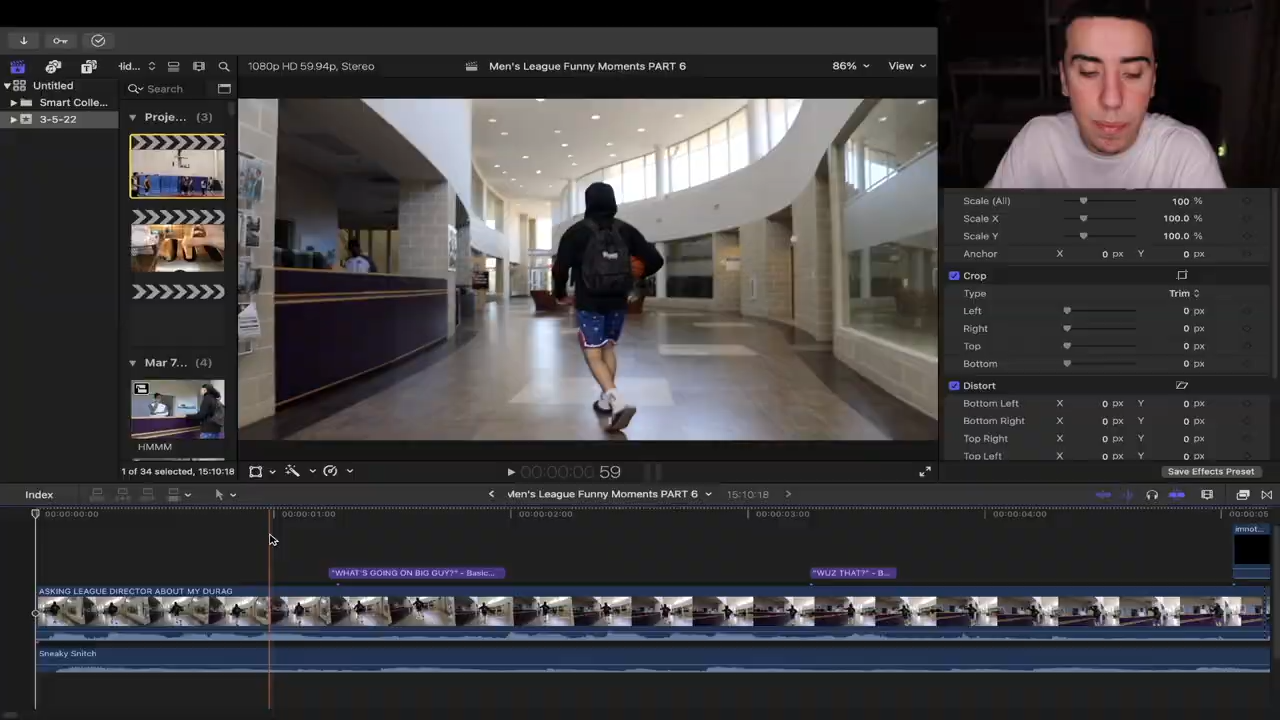 Hid...
Search
1080p HD 59.94p, Stereo
Men's League Funny Moments PART 6
86%
View
Untitled
Smart Colle...
3-5-22
Proje... (3)
Mar 7... (4)
HMMM
1 of 34 selected, 15:10:18
Scale (All) 100 %
Scale X 100.0 %
Scale Y 100.0 %
Anchor X 0 px Y 0 px
Crop
Type Trim
Left 0 px
Right 0 px
Top 0 px
Bottom 0 px
Distort
Bottom Left X 0 px Y 0 px
Bottom Right X 0 px Y 0 px
Top Right X 0 px Y 0 px
Top Left X 0 px Y 0 px
Save Effects Preset
00:00:00 59
Index
Men's League Funny Moments PART 6
15:10:18
00:00:00:00 00:00:01:00 00:00:02:00 00:00:03:00 00:00:04:00 00:00:05
imnot...
"WHAT'S GOING ON BIG GUY?" - Basic...
"WUZ THAT?" - B...
ASKING LEAGUE DIRECTOR ABOUT MY DURAG
Sneaky Snitch